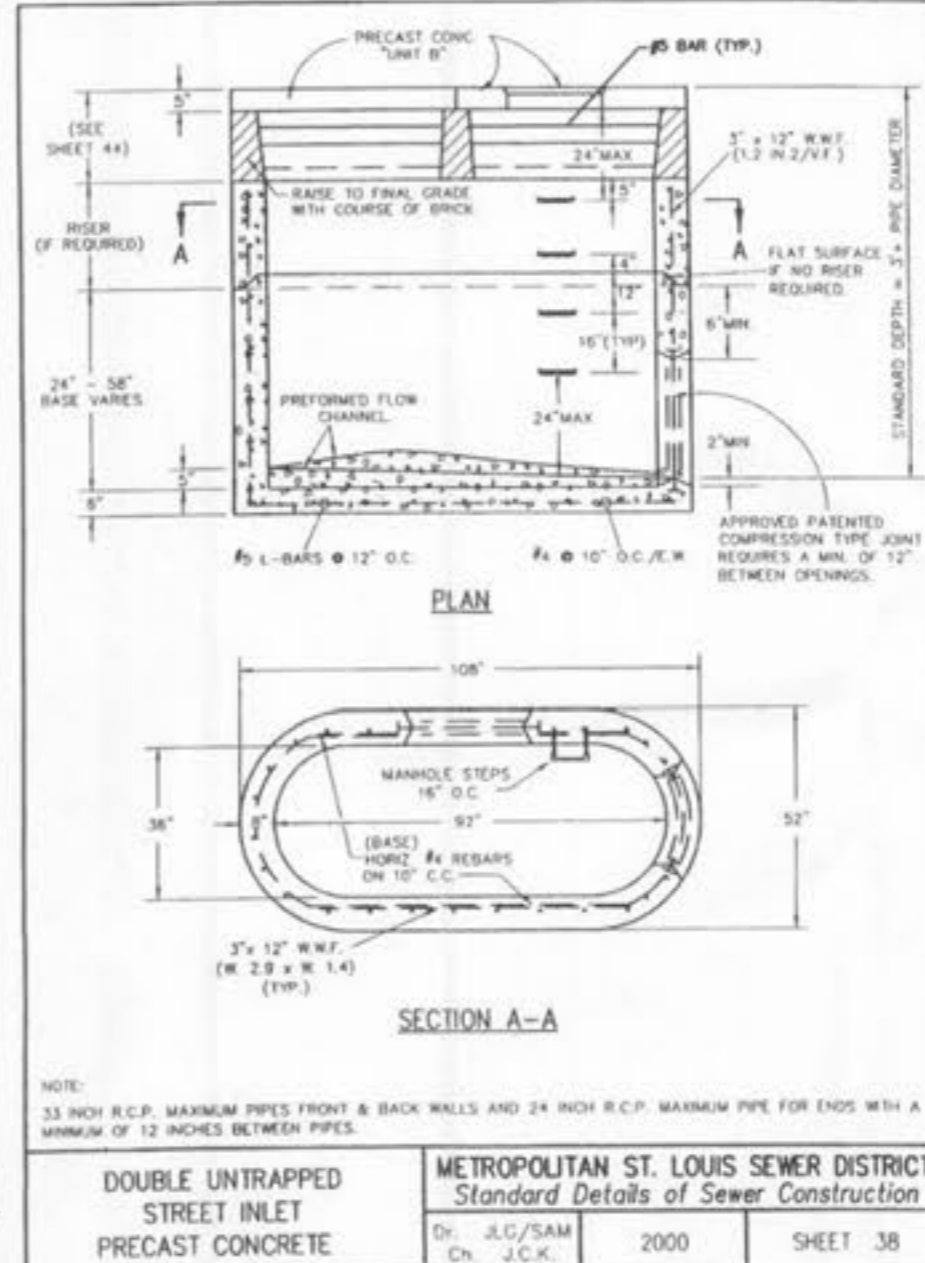 PRECAST CONC.
"UNIT B"
#5 BAR (TYP.)
5"
(SEE
SHEET 44)
24"MAX
3" x 12" W.W.F.
(1.2 IN.2/V.F.)
RAISE TO FINAL GRADE
WITH COURSE OF BRICK
5"
RISER
(IF REQUIRED)
A
A
4"
FLAT SURFACE
IF NO RISER
REQUIRED.
STANDARD DEPTH = 3'+ PIPE DIAMETER
12"
6"MIN.
16"(TYP)
24" - 58"
BASE VARIES
PREFORMED FLOW
CHANNEL
24"MAX
2"MIN
6"
#5 L-BARS @ 12" O.C.
#4 @ 10" O.C./E.W.
APPROVED PATENTED
COMPRESSION TYPE JOINT
REQUIRES A MIN. OF 12"
BETWEEN OPENINGS.
PLAN
108"
MANHOLE STEPS
16" O.C.
36"
92"
52"
(BASE)
HORIZ. #4 REBARS
ON 10" C.C.
3"x 12" W.W.F.
(W. 2.9 x W. 1.4)
(TYP.)
SECTION A-A
NOTE:
33 INCH R.C.P. MAXIMUM PIPES FRONT & BACK WALLS AND 24 INCH R.C.P. MAXIMUM PIPE FOR ENDS WITH A
MINIMUM OF 12 INCHES BETWEEN PIPES.
DOUBLE UNTRAPPED
STREET INLET
PRECAST CONCRETE
METROPOLITAN ST. LOUIS SEWER DISTRICT
Standard Details of Sewer Construction
Dr. JLG/SAM
Ch. J.C.K.
2000
SHEET 38